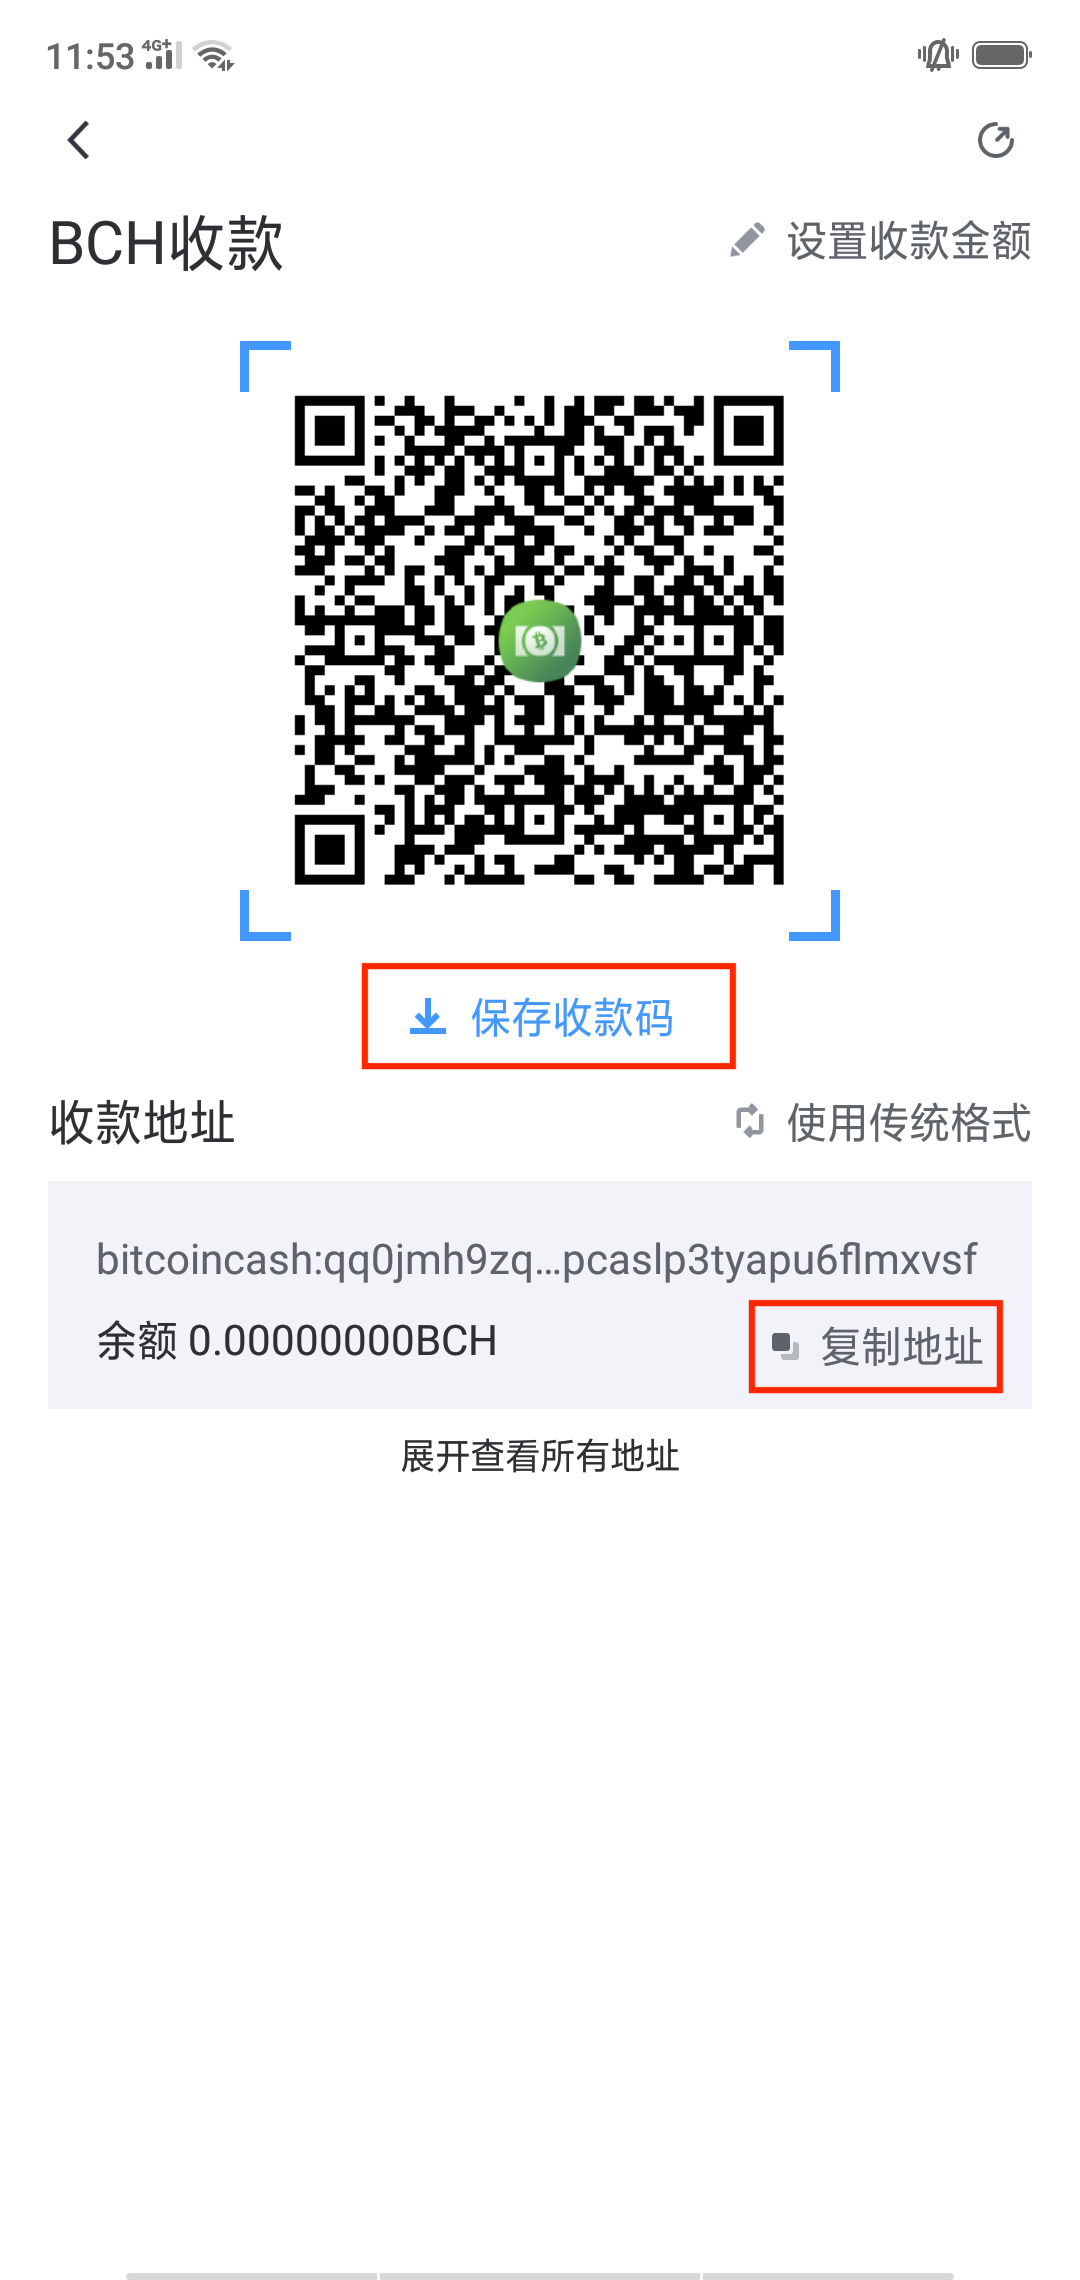 11:53 4G+
BCH收款
设置收款金额
保存收款码
收款地址
使用传统格式
bitcoincash:qq0jmh9zq...pcaslp3tyapu6flmxvsf
余额 0.00000000BCH
复制地址
展开查看所有地址